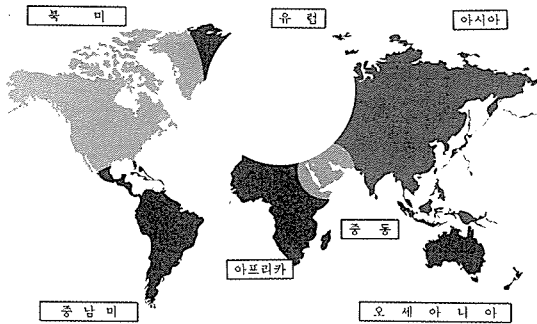 북 미
유 럽
아시아
중 동
아프리카
중 남 미
오 세 아 니 아